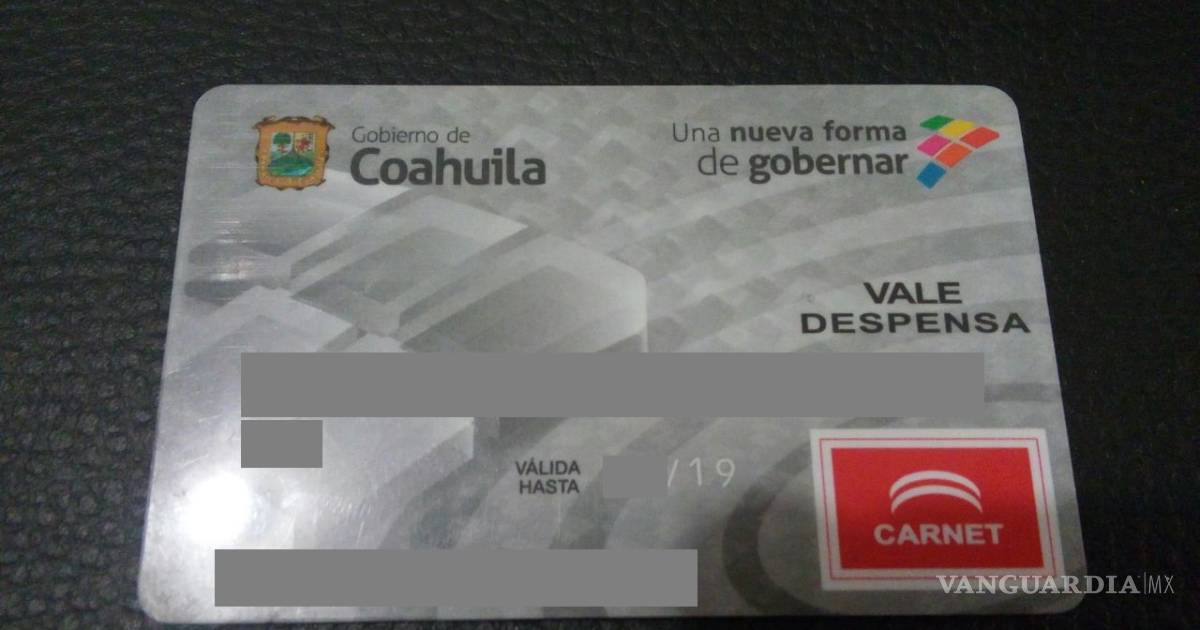 Gobierno de
Coahuila
Una nueva forma
de gobernar
VALE
DESPENSA
VÁLIDA
HASTA
/19
CARNET
VANGUARDIA|MX